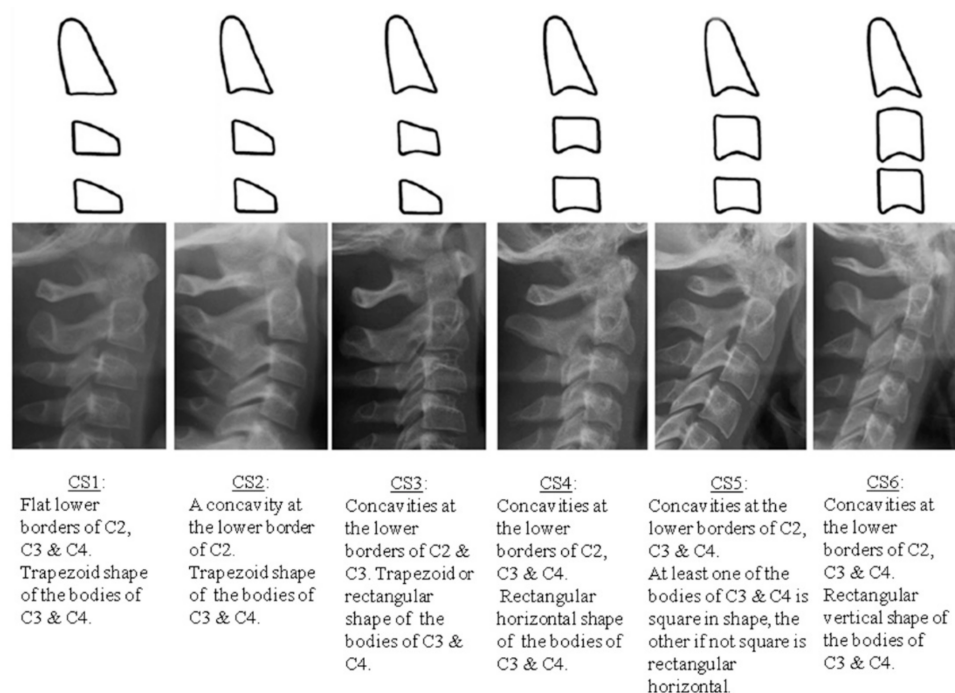 CS1:
Flat lower
borders of C2,
C3 & C4.
Trapezoid shape
of the bodies of
C3 & C4.
CS2:
A concavity at
the lower border
of C2.
Trapezoid shape
of the bodies of
C3 & C4.
CS3:
Concavities at
the lower
borders of C2 &
C3. Trapezoid or
rectangular
shape of the
bodies of C3 &
C4.
CS4:
Concavities at
the lower
borders of C2,
C3 & C4.
Rectangular
horizontal shape
of the bodies of
C3 & C4.
CS5:
Concavities at the
lower borders of C2,
C3 & C4.
At least one of the
bodies of C3 & C4 is
square in shape, the
other if not square is
rectangular
horizontal.
CS6:
Concavities at
the lower
borders of C2,
C3 & C4.
Rectangular
vertical shape of
the bodies of
C3 & C4.